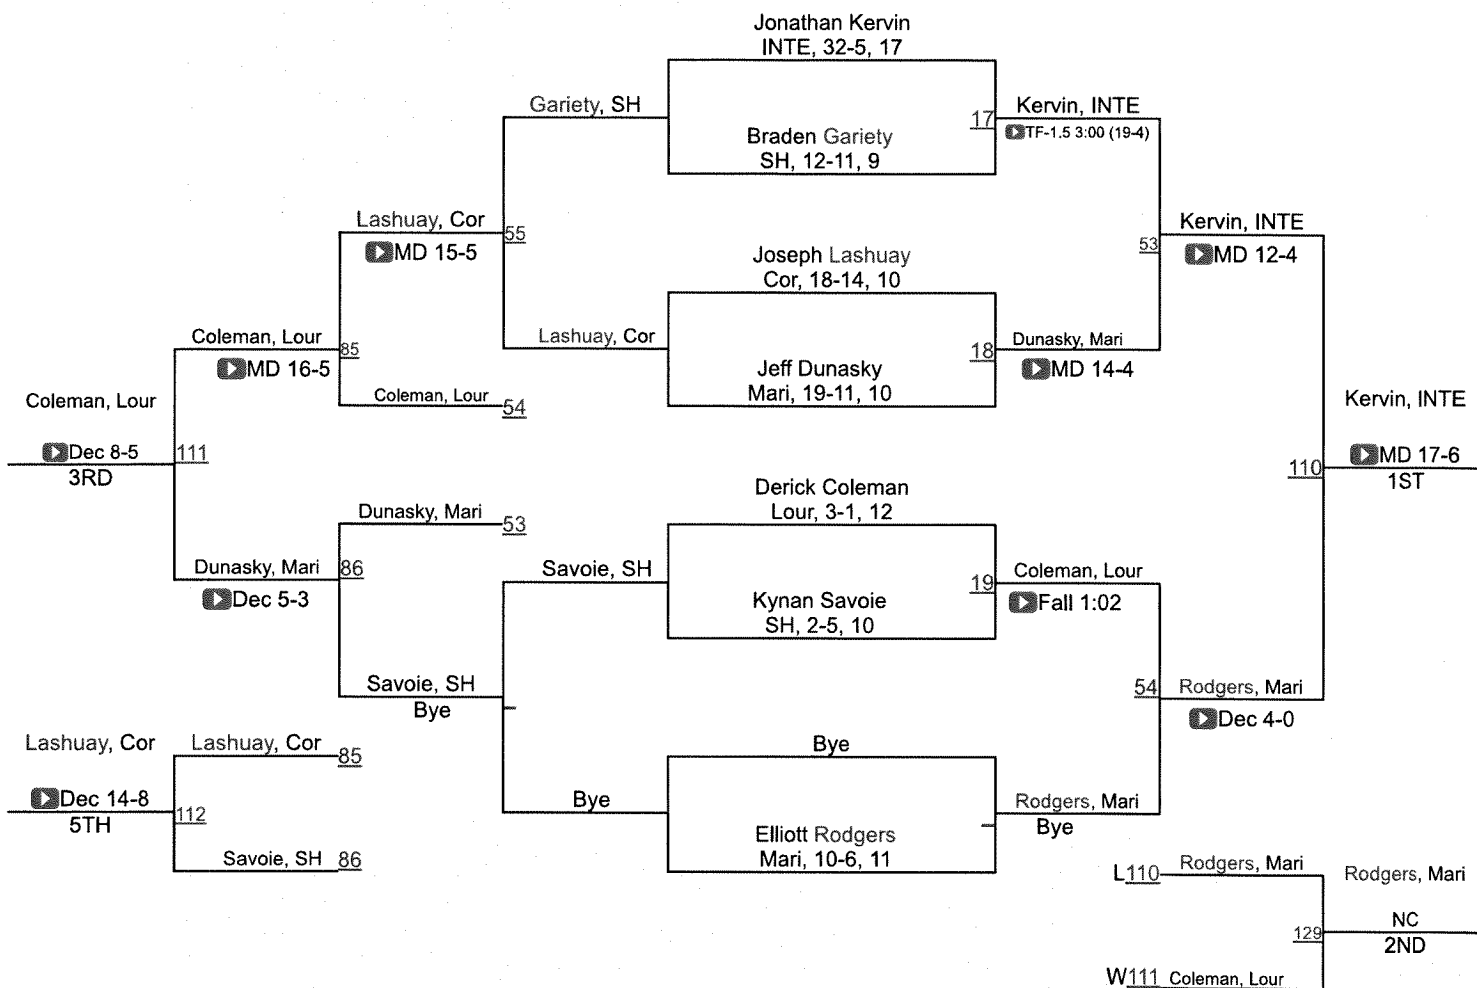 Jonathan Kervin
INTE, 32-5, 17
Gariety, SH
Kervin, INTE
17
TF-1.5 3:00 (19-4)
Braden Gariety
SH, 12-11, 9
Lashuay, Cor
Kervin, INTE
55
53
MD 15-5
MD 12-4
Joseph Lashuay
Cor, 18-14, 10
Coleman, Lour
Lashuay, Cor
Dunasky, Mari
85
18
MD 16-5
MD 14-4
Jeff Dunasky
Mari, 19-11, 10
Coleman, Lour
Coleman, Lour
54
Kervin, INTE
Dec 8-5
111
3RD
MD 17-6
110
1ST
Derick Coleman
Lour, 3-1, 12
Dunasky, Mari
53
Dunasky, Mari
86
Savoie, SH
Coleman, Lour
19
Dec 5-3
Fall 1:02
Kynan Savoie
SH, 2-5, 10
Savoie, SH
Bye
54
Rodgers, Mari
Dec 4-0
Lashuay, Cor
Lashuay, Cor
85
Bye
Dec 14-8
112
5TH
Bye
Rodgers, Mari
Bye
Elliott Rodgers
Mari, 10-6, 11
Savoie, SH
86
L110
Rodgers, Mari
Rodgers, Mari
NC
129
2ND
W111
Coleman, Lour